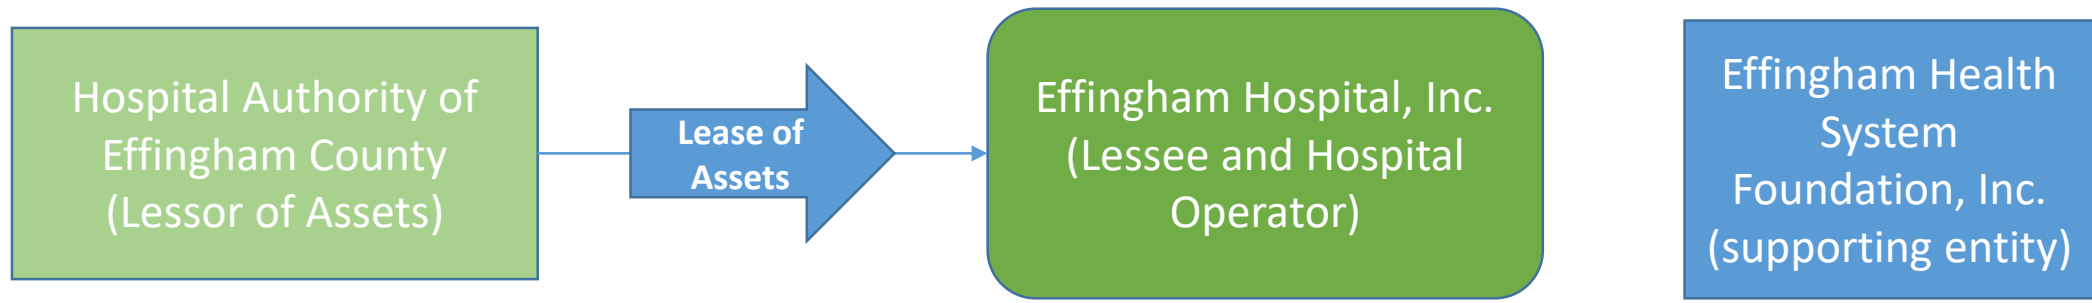 Hospital Authority of
Effingham County
(Lessor of Assets)
Lease of
Assets
Effingham Hospital, Inc.
(Lessee and Hospital
Operator)
Effingham Health
System
Foundation, Inc.
(supporting entity)